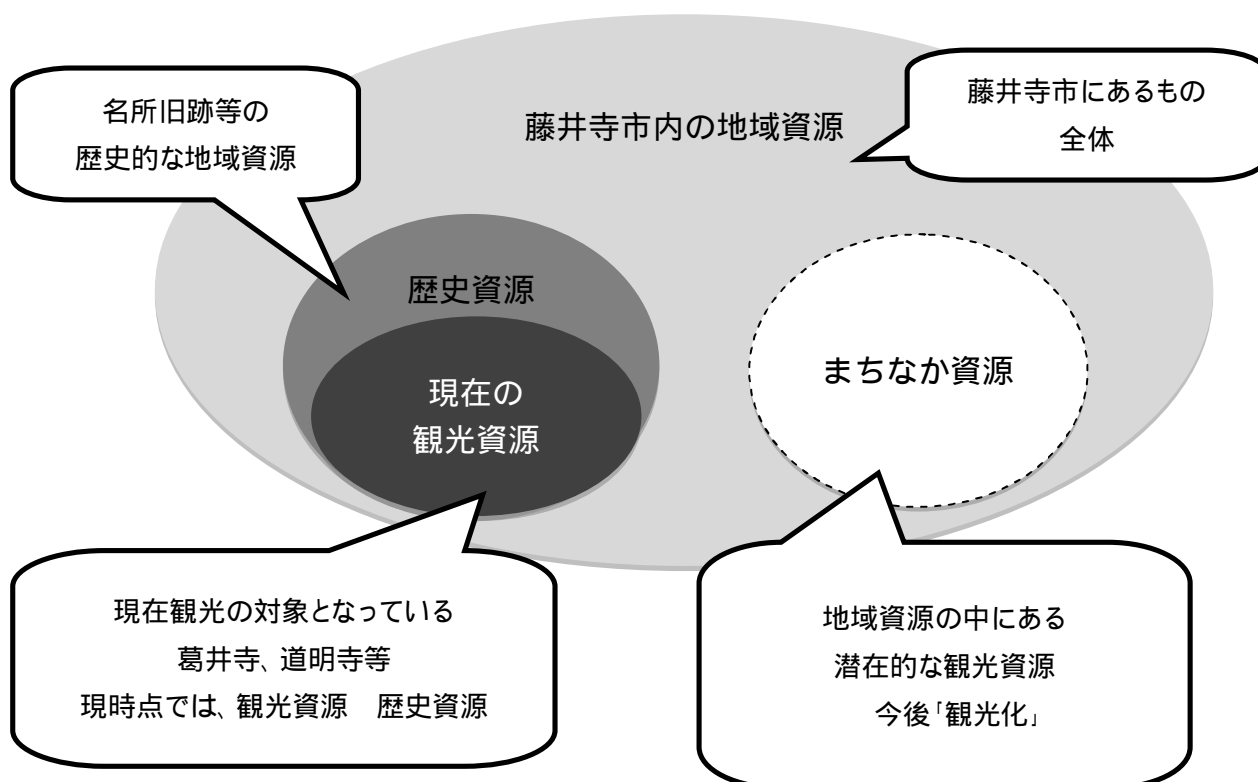 名所旧跡等の
歴史的な地域資源
藤井寺市内の地域資源
藤井寺市にあるもの
全体
歴史資源
現在の
観光資源
まちなか資源
現在観光の対象となっている
葛井寺、道明寺等
現時点では、観光資源　歴史資源
地域資源の中にある
潜在的な観光資源
今後「観光化」